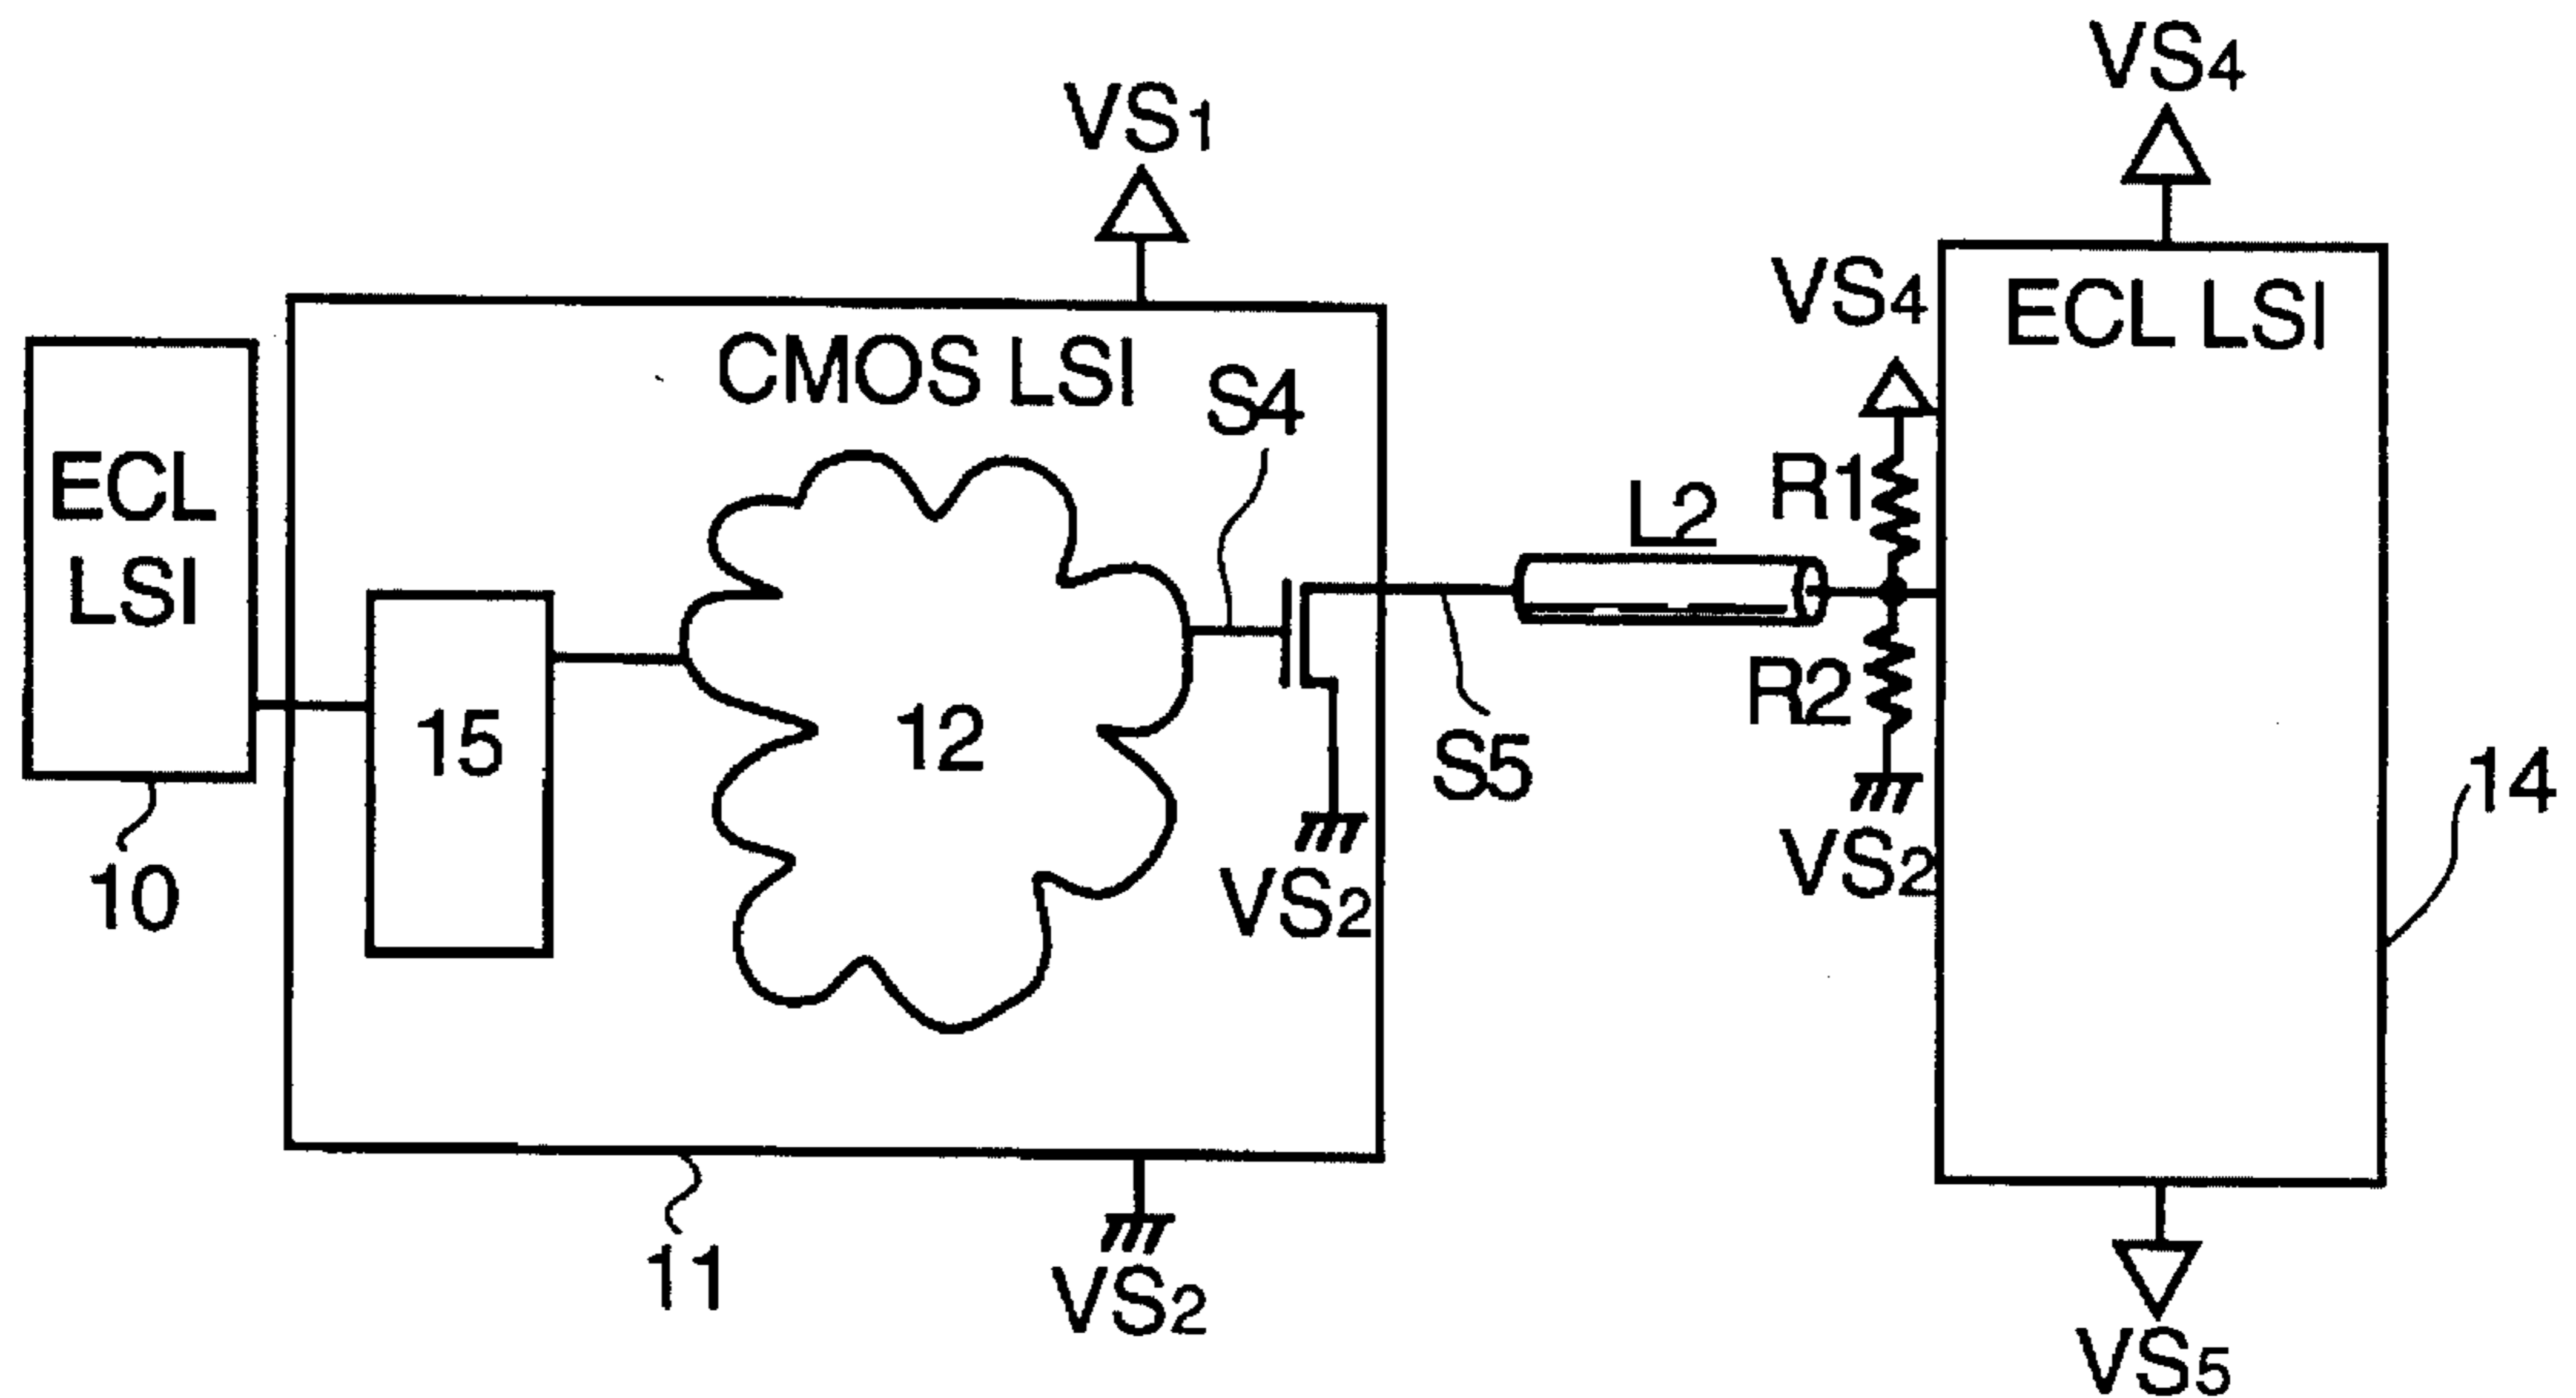 VS4
VS1
VS4
ECL LSI
CMOS LSI
S4
ECL
LSI
R1
L2
15
12
R2
S5
14
10
VS2
VS2
11
VS2
VS5